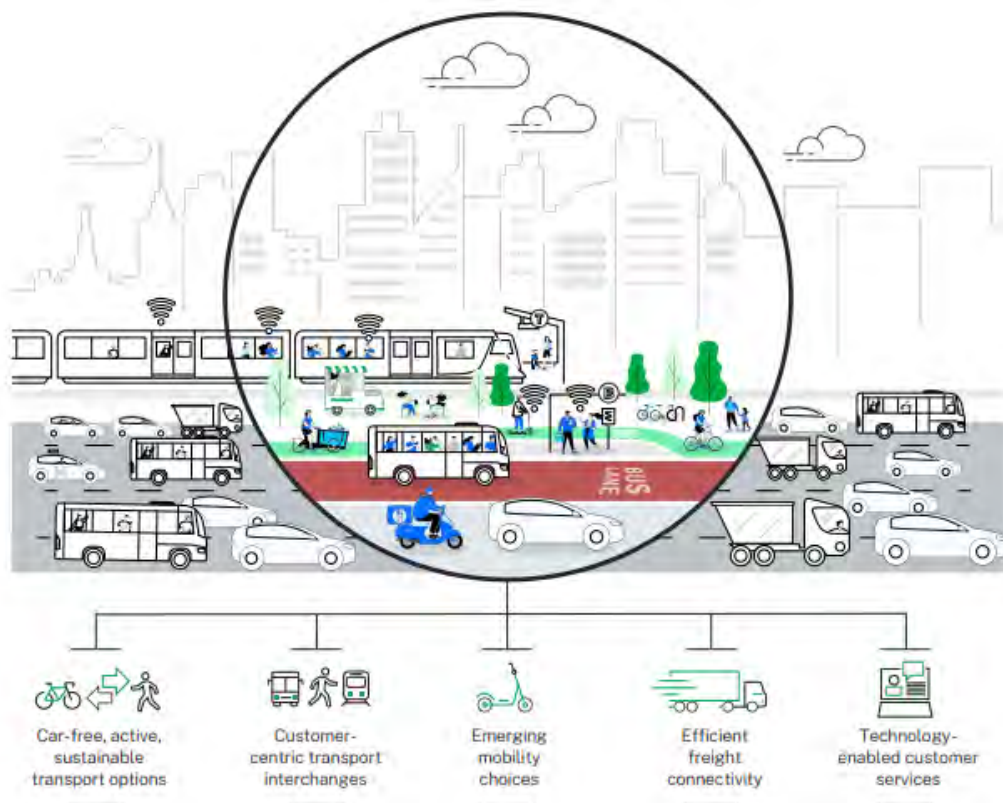 T
B
BUS
LANE
Car-free, active,
sustainable
transport options
Customer-
centric transport
interchanges
Emerging
mobility
choices
Efficient
freight
connectivity
Technology-
enabled customer
services